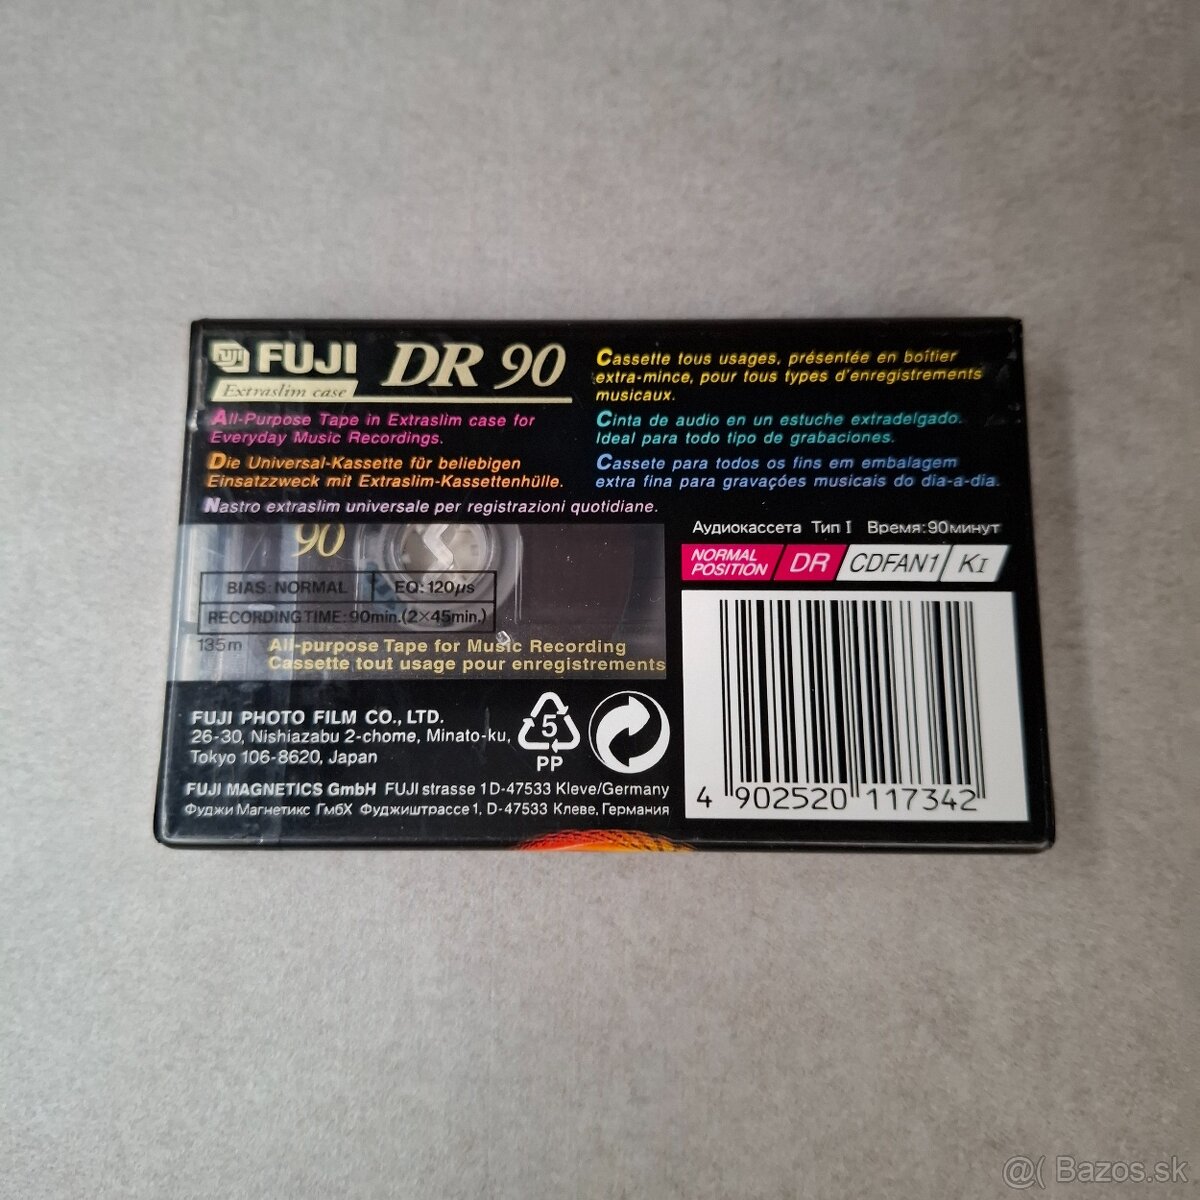 FUJI DR 90
Extraslim case
All-Purpose Tape in Extraslim case for
Everyday Music Recordings.
Die Universal-Kassette für beliebigen
Einsatzzweck mit Extraslim-Kassettenhülle.
Nastro extraslim universale per registrazioni quotidiane.
Cassette tous usages, présentée en boîtier
extra-mince, pour tous types d'enregistrements
musicaux.
Cinta de audio en un estuche extradelgado.
Ideal para todo tipo de grabaciones.
Cassete para todos os fins em embalagem
extra fina para gravações musicais do dia-a-dia.
Аудиокассета Тип I Время:90минут
NORMAL POSITION DR CDFAN1 KI
90
BIAS: NORMAL EQ: 120µs
RECORDING TIME: 90min.(2×45min.)
135m All-purpose Tape for Music Recording
Cassette tout usage pour enregistrements
FUJI PHOTO FILM CO., LTD.
26-30, Nishiazabu 2-chome, Minato-ku,
Tokyo 106-8620, Japan
5
PP
FUJI MAGNETICS GmbH FUJI strasse 1 D-47533 Kleve/Germany
Фуджи Магнетикс ГмбХ Фуджиштрассе 1, D-47533 Клеве, Германия
4 902520 117342
@( Bazos.sk